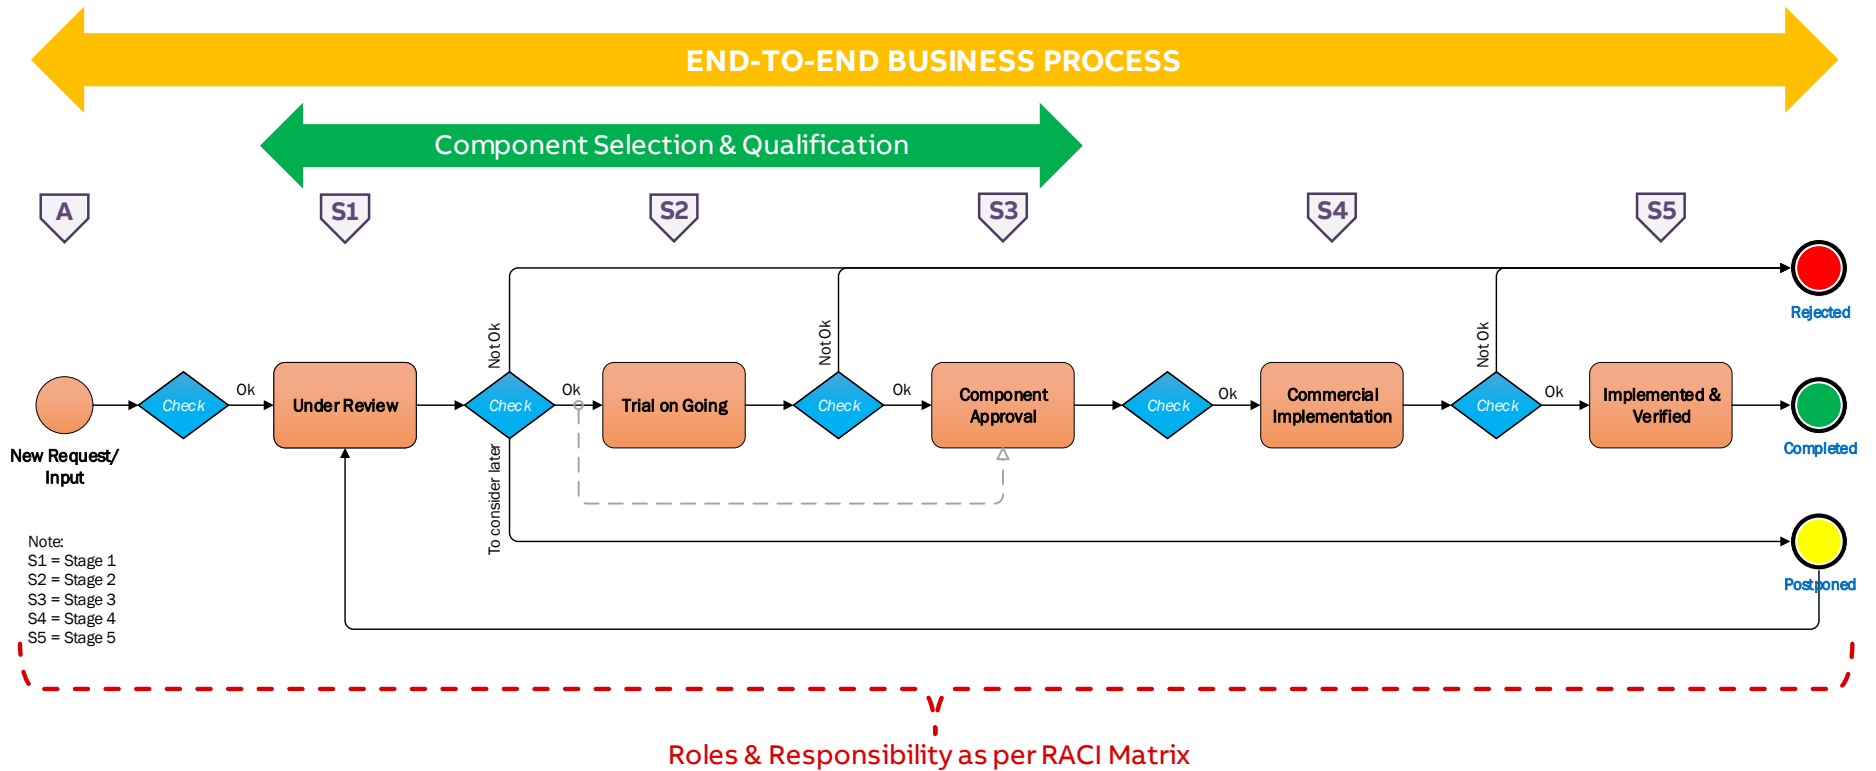 END-TO-END BUSINESS PROCESS
Component Selection & Qualification
A
S1
S2
S3
S4
S5
Rejected
Not Ok
Not Ok
Not Ok
New Request/
Input
Check
Ok
Under Review
Check
Ok
Trial on Going
Check
Ok
Component
Approval
Check
Ok
Commercial
Implementation
Check
Ok
Implemented &
Verified
Completed
To consider later
Postponed
Note:
S1 = Stage 1
S2 = Stage 2
S3 = Stage 3
S4 = Stage 4
S5 = Stage 5
Roles & Responsibility as per RACI Matrix